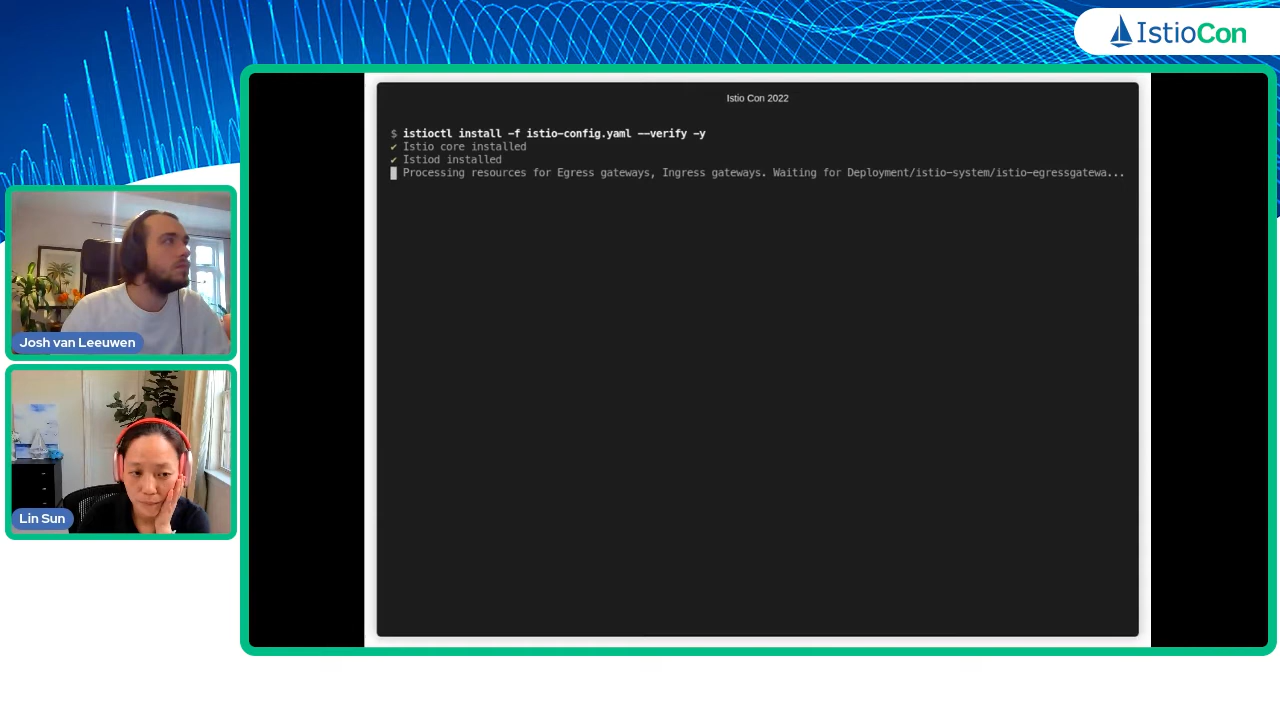 IstioCon
Istio Con 2022
$ istioctl install -f istio-config.yaml --verify -y
✔ Istio core installed
✔ Istiod installed
Processing resources for Egress gateways, Ingress gateways. Waiting for Deployment/istio-system/istio-egressgatewa...
Josh van Leeuwen
Lin Sun